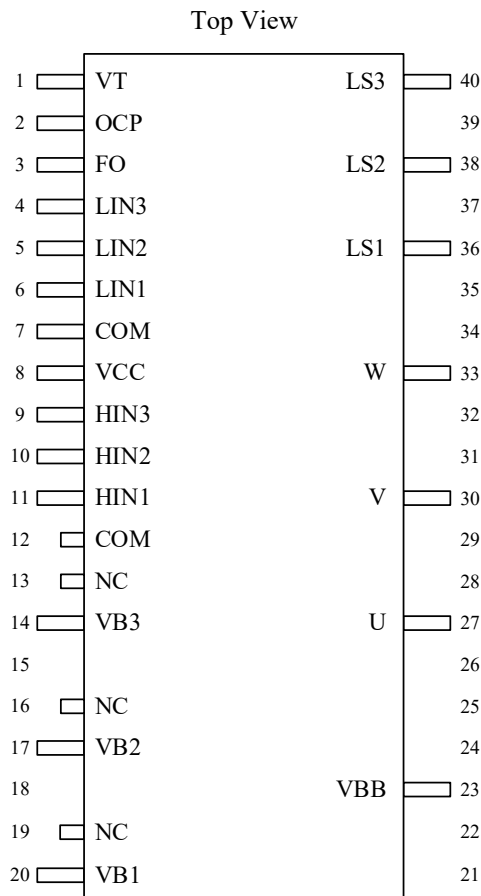 Top View
1 VT LS3 40
2 OCP 39
3 FO LS2 38
4 LIN3 37
5 LIN2 LS1 36
6 LIN1 35
7 COM 34
8 VCC W 33
9 HIN3 32
10 HIN2 31
11 HIN1 V 30
12 COM 29
13 NC 28
14 VB3 U 27
15 26
16 NC 25
17 VB2 24
18 VBB 23
19 NC 22
20 VB1 21